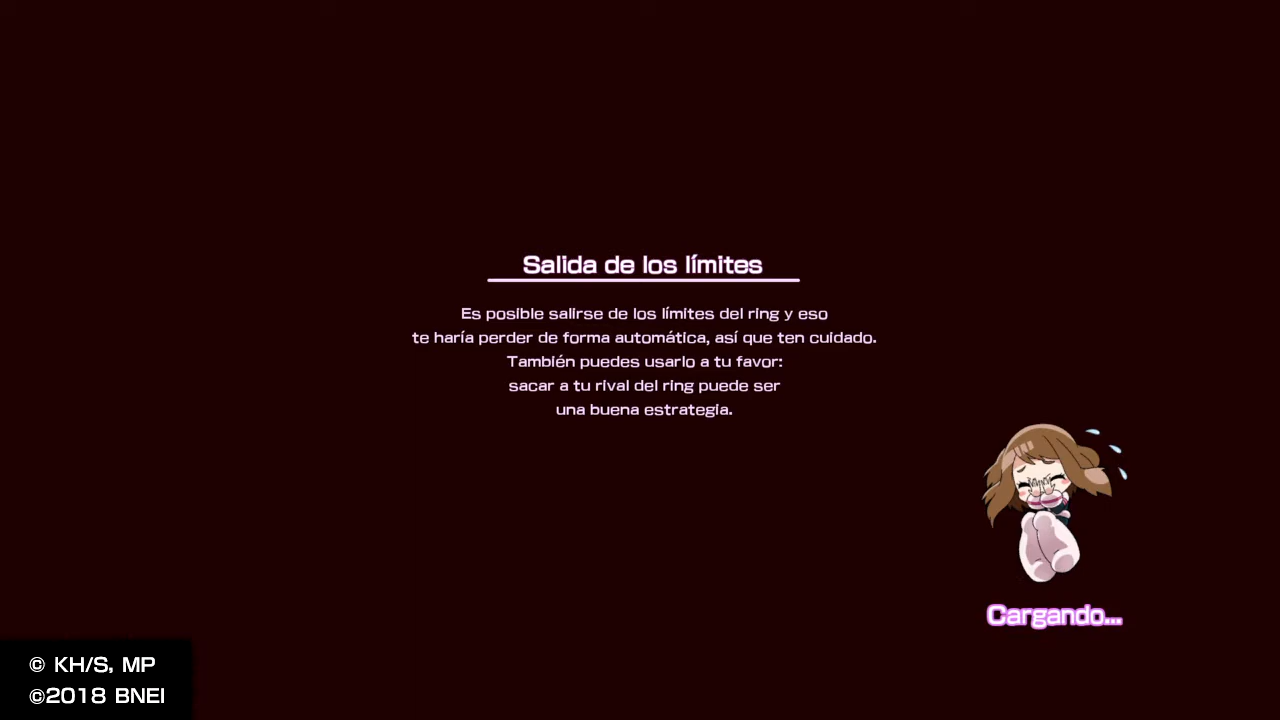 Salida de los límites
Es posible salirse de los límites del ring y eso
te haría perder de forma automática, así que ten cuidado.
También puedes usarlo a tu favor:
sacar a tu rival del ring puede ser
una buena estrategia.
Cargando...
© KH/S, MP
©2018 BNEI